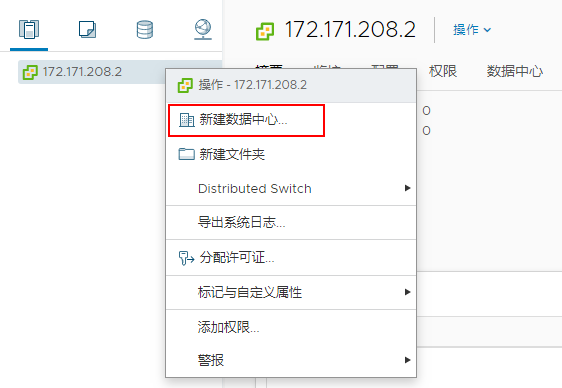 172.171.208.2
操作
172.171.208.2
权限
数据中心
0
0
操作 - 172.171.208.2
新建数据中心...
新建文件夹
Distributed Switch
导出系统日志...
分配许可证...
标记与自定义属性
添加权限...
警报